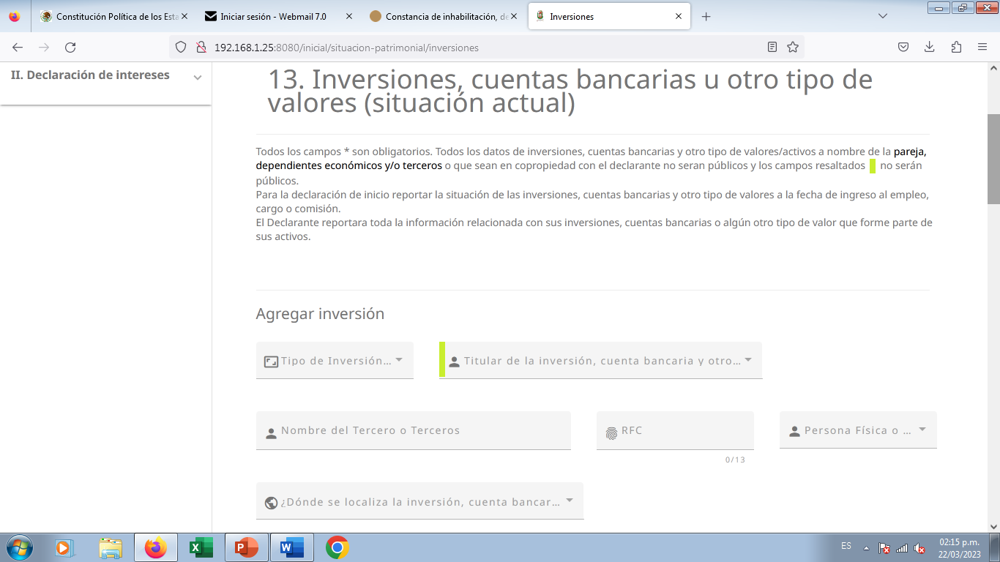 Constitución Política de los Esta
Iniciar sesión - Webmail 7.0
Constancia de inhabilitación, de
Inversiones
192.168.1.25:8080/inicial/situacion-patrimonial/inversiones
II. Declaración de intereses
13. Inversiones, cuentas bancarias u otro tipo de
valores (situación actual)
Todos los campos * son obligatorios. Todos los datos de inversiones, cuentas bancarias y otro tipo de valores/activos a nombre de la pareja,
dependientes económicos y/o terceros o que sean en copropiedad con el declarante no seran públicos y los campos resaltados no serán
públicos.
Para la declaración de inicio reportar la situación de las inversiones, cuentas bancarias y otro tipo de valores a la fecha de ingreso al empleo,
cargo o comisión.
El Declarante reportara toda la información relacionada con sus inversiones, cuentas bancarias o algún otro tipo de valor que forme parte de
sus activos.
Agregar inversión
Tipo de Inversión...
Titular de la inversión, cuenta bancaria y otro...
Nombre del Tercero o Terceros
RFC
Persona Física o ...
0/13
¿Dónde se localiza la inversión, cuenta bancar...
ES
02:15 p.m.
22/03/2023